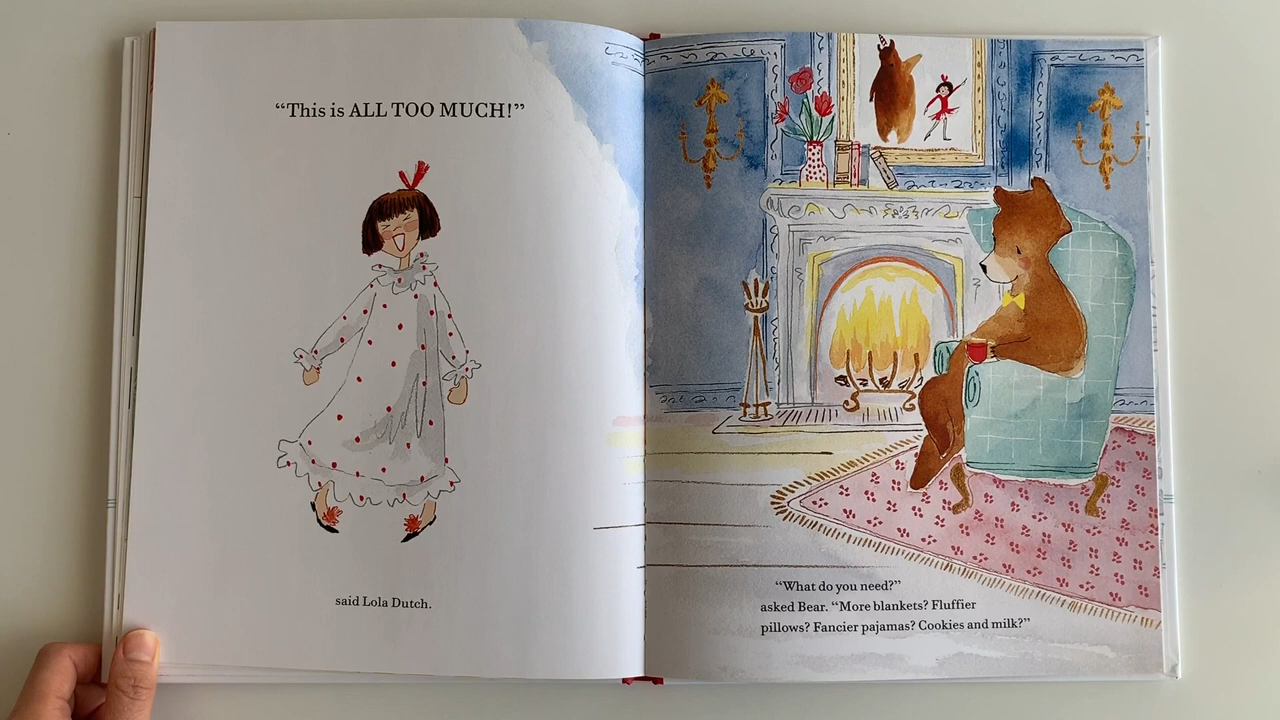 “This is ALL TOO MUCH!”
said Lola Dutch.
“What do you need?”
asked Bear. “More blankets? Fluffier
pillows? Fancier pajamas? Cookies and milk?”